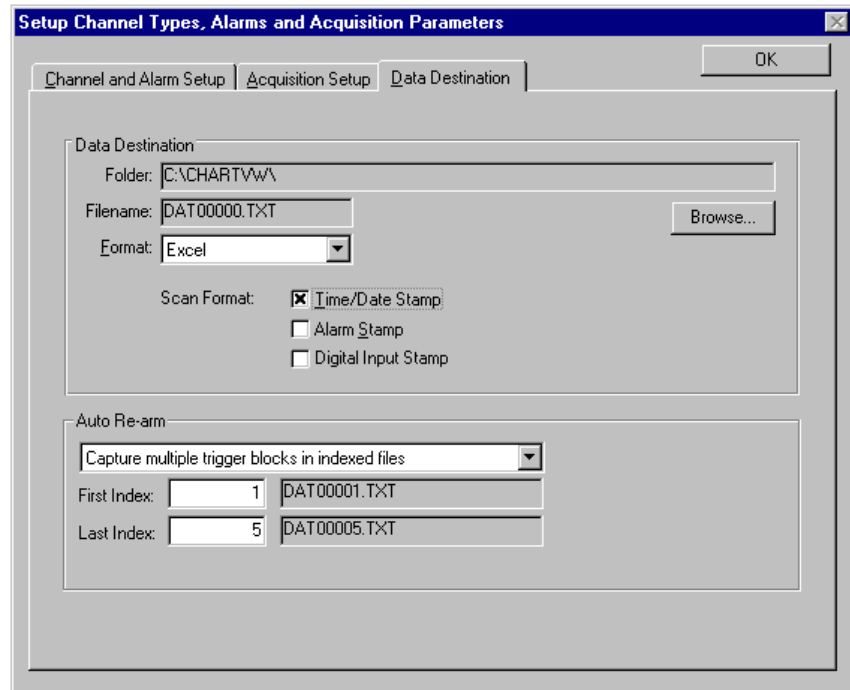 Setup Channel Types, Alarms and Acquisition Parameters
OK
Channel and Alarm Setup Acquisition Setup Data Destination
Data Destination
Folder: C:\CHARTVW\
Filename: DAT00000.TXT
Browse...
Format: Excel
Scan Format: Time/Date Stamp
Alarm Stamp
Digital Input Stamp
Auto Re-arm
Capture multiple trigger blocks in indexed files
First Index: 1 DAT00001.TXT
Last Index: 5 DAT00005.TXT